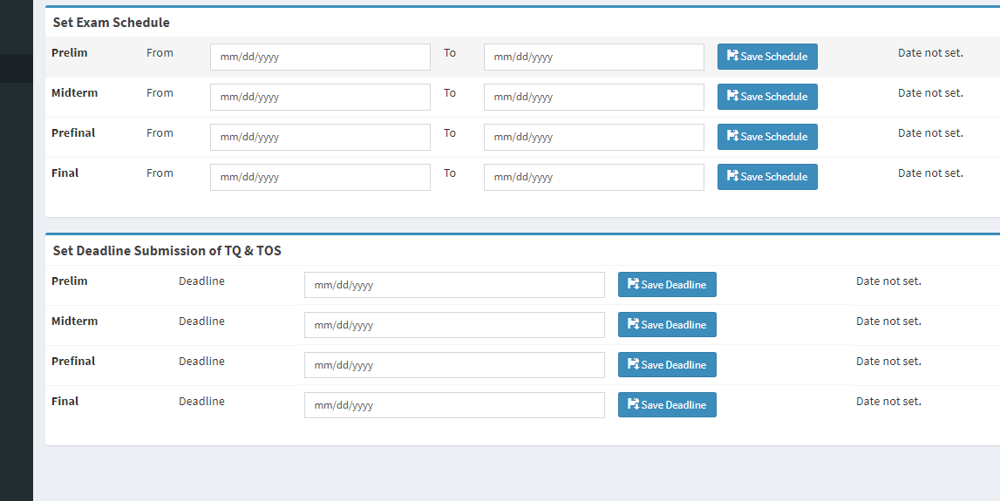 Set Exam Schedule
Prelim From mm/dd/yyyy To mm/dd/yyyy Save Schedule Date not set.
Midterm From mm/dd/yyyy To mm/dd/yyyy Save Schedule Date not set.
Prefinal From mm/dd/yyyy To mm/dd/yyyy Save Schedule Date not set.
Final From mm/dd/yyyy To mm/dd/yyyy Save Schedule Date not set.
Set Deadline Submission of TQ & TOS
Prelim Deadline mm/dd/yyyy Save Deadline Date not set.
Midterm Deadline mm/dd/yyyy Save Deadline Date not set.
Prefinal Deadline mm/dd/yyyy Save Deadline Date not set.
Final Deadline mm/dd/yyyy Save Deadline Date not set.